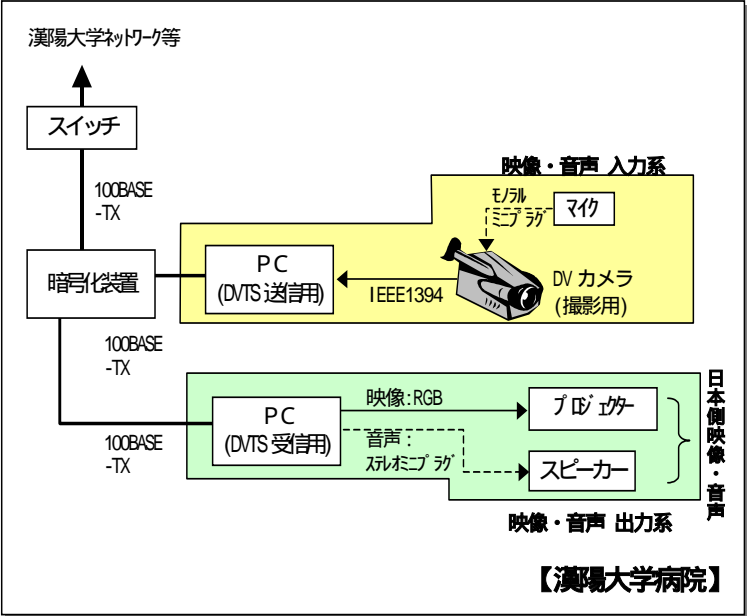 漢陽大学ﾈｯﾄﾜｰｸ等
スイッチ
映像・音声 入力系
100BASE
-TX
ﾓﾉﾗﾙ
ﾐﾆﾌﾟﾗｸﾞ
ﾏｲｸ
暗号化装置
PC
(DVTS送信用)
IEEE1394
DVカメラ
(撮影用)
100BASE
-TX
100BASE
-TX
PC
(DVTS受信用)
映像:RGB
音声:
ｽﾃﾚｵﾐﾆﾌﾟﾗｸﾞ
ﾌﾟﾛｼﾞｪｸﾀｰ
スピーカー
日本側映像・音声
映像・音声 出力系
【漢陽大学病院】